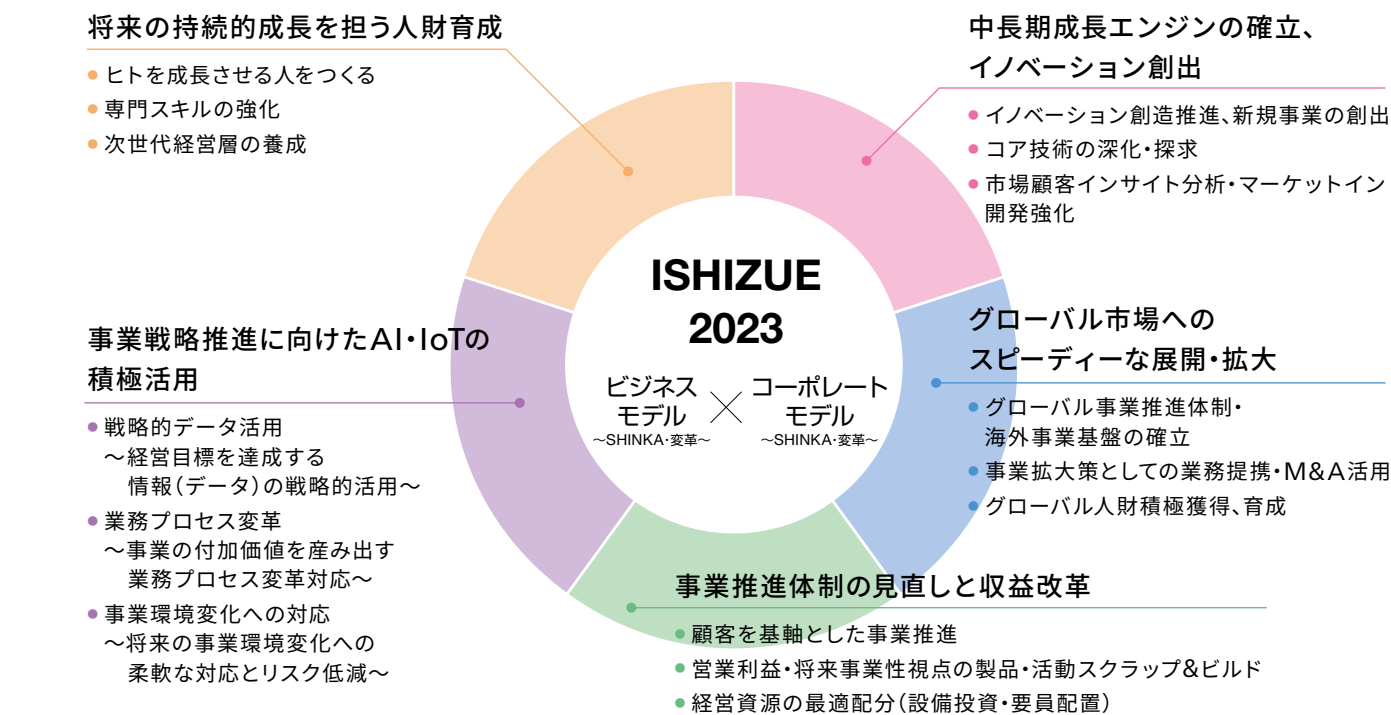 将来の持続的成長を担う人財育成
●ヒトを成長させる人をつくる
●専門スキルの強化
●次世代経営層の養成
中長期成長エンジンの確立、
イノベーション創出
●イノベーション創造推進、新規事業の創出
●コア技術の深化・探求
●市場顧客インサイト分析・マーケットイン
開発強化
ISHIZUE
2023
ビジネス
モデル
～SHINKA・変革～
×
コーポレート
モデル
～SHINKA・変革～
グローバル市場への
スピーディーな展開・拡大
●グローバル事業推進体制・
海外事業基盤の確立
●事業拡大策としての業務提携・M&A活用
●グローバル人財積極獲得、育成
事業戦略推進に向けたAI・IoTの
積極活用
●戦略的データ活用
～経営目標を達成する
情報（データ）の戦略的活用～
●業務プロセス変革
～事業の付加価値を産み出す
業務プロセス変革対応～
●事業環境変化への対応
～将来の事業環境変化への
柔軟な対応とリスク低減～
事業推進体制の見直しと収益改革
●顧客を基軸とした事業推進
●営業利益・将来事業性視点の製品・活動スクラップ&ビルド
●経営資源の最適配分（設備投資・要員配置）